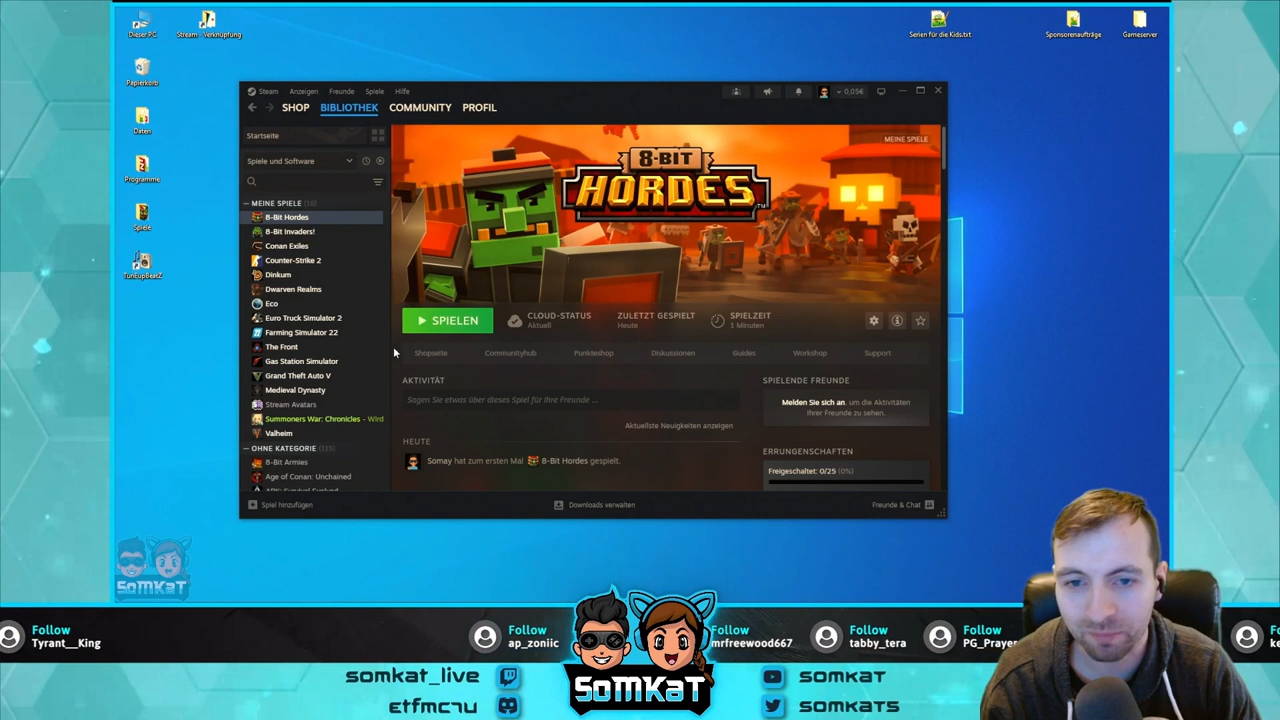 Dieser PC
Stream - Verknüpfung
Serien für die Kids.txt
Sponsorenaufträge
Gameserver
Papierkorb
Daten
Programme
Spiele
TunEupBeatZ
Steam Anzeigen Freunde Spiele Hilfe
0,05€
SHOP BIBLIOTHEK COMMUNITY PROFIL
Startseite
Spiele und Software
MEINE SPIELE (16)
8-Bit Hordes
8-Bit Invaders!
Conan Exiles
Counter-Strike 2
Dinkum
Dwarven Realms
Eco
Euro Truck Simulator 2
Farming Simulator 22
The Front
Gas Station Simulator
Grand Theft Auto V
Medieval Dynasty
Stream Avatars
Summoners War: Chronicles - Wird
Valheim
OHNE KATEGORIE (115)
8-Bit Armies
Age of Conan: Unchained
MEINE SPIELE
8-BIT
HORDES
TM
SPIELEN
CLOUD-STATUS
Aktuell
ZULETZT GESPIELT
Heute
SPIELZEIT
1 Minuten
Shopseite Communityhub Punkteshop Diskussionen Guides Workshop Support
AKTIVITÄT
Sagen Sie etwas über dieses Spiel für Ihre Freunde ...
Aktuellste Neuigkeiten anzeigen
HEUTE
Somay hat zum ersten Mal 8-Bit Hordes gespielt.
SPIELENDE FREUNDE
Melden Sie sich an, um die Aktivitäten
Ihrer Freunde zu sehen.
ERRUNGENSCHAFTEN
Freigeschaltet: 0/25 (0%)
Spiel hinzufügen
Downloads verwalten
Freunde & Chat
SOMKAT
Follow
Tyrant__King
Follow
ap_zoniic
Follow
mrfreewood667
Follow
tabby_tera
Follow
PG_Prayer
Follow
SOMKAT
somkat_live
etfmc7u
somkat
somkats